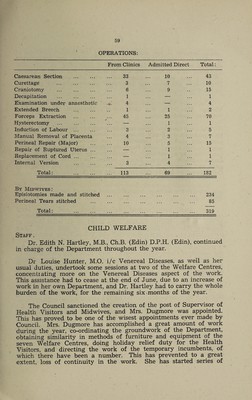 59
OPERATIONS:
From Clinics Admitted Direct Total:
Caesarean Section ... ... ... 32 ... 10 ... 42
Curettage ... ... ... ... 3 ... 7 ... 10
Craniotomy ... ... ... ... 6 ... 9 ... 15
Decapitation ... ... ... ... 1 ... — ... 1
Examination under anaesthetic ... 4 ... — ... 4
Extended Breech ... ... ... 1 ... 1 ... 2
Forceps Extraction ... ... ... 45 ... 25 ... 70
Hysterectomy ... ... ... — ... 1 ... 1
Induction of Labour ... ... ... 3 ... 2 ... 5
Manual Removal of Placenta ... 4 ... 3 ... 7
Perineal Repair (Major) ... 10 ... 5 ... 15
Repair of Ruptured Uterus ... — ... 1 ... 1
Replacement of Cord ... ... — ... 1 ... 1
Internal Version ... ... ... 3 ... 4 ... 7
Total: ... ... ... 113 ... 69 ... 182
BY MIDWIVES:
Episiotomies made and stitched ... ... ... ... 234
Perineal Tears stitched ... ... ... ... 85
Total: ... ... ... ... 319
CHILD WELFARE
Staff:
Dr. Edith N. Hartley, M.B., Ch.B. (Edin) D.P.H. (Edin), continued
in charge of the Department throughout the year.
Dr Louise Hunter, M.O. i/c Venereal Diseases, as well as her
usual duties, undertook some sessions at two of the Welfare Centres,
concentrating more on the Venereal Diseases aspect of the work.
This assistance had to cease at the end of June, due to an increase of
work in her own Department, and Dr. Hartley had to carry the whole
burden of the work, for the remaining six months of the year.
The Council sanctioned the creation of the post of Supervisor of
Health Visitors and Midwives, and Mrs. Dugmore was appointed.
This has proved to be one of the wisest appointments ever made by
Council. Mrs. Dugmore has accomplished a great amount of work
during the year, co-ordinating the groundwork of the Department,
obtaining similarity in methods of furniture and equipment of the
seven Welfare Centres, doing holiday relief duty for the Health
Visitors, and directing the work of the temporary incumbents, of
which there have been a number. This has prevented to a great
extent, loss of continuity in the work. She has started series of